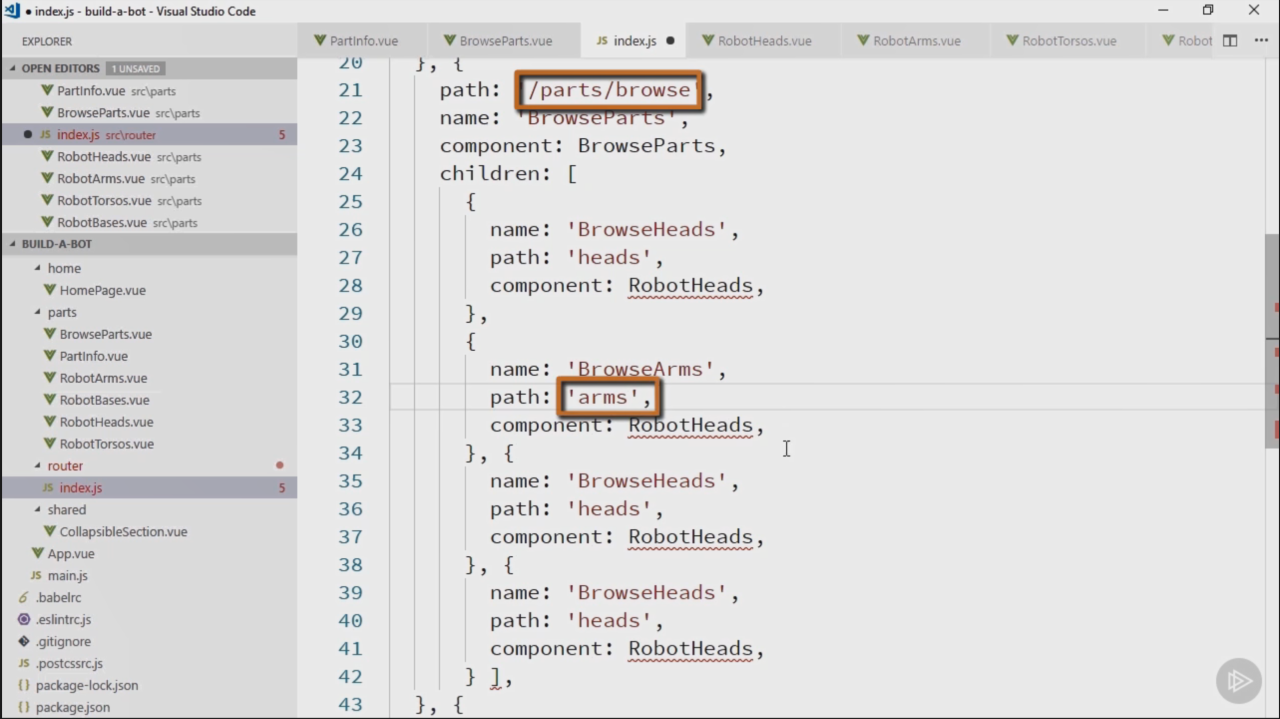 ● index.js - build-a-bot - Visual Studio Code
EXPLORER
PartInfo.vue
BrowseParts.vue
JS index.js ●
RobotHeads.vue
RobotArms.vue
RobotTorsos.vue
Robot
OPEN EDITORS 1 UNSAVED
PartInfo.vue src\parts
BrowseParts.vue src\parts
● JS index.js src\router 5
RobotHeads.vue src\parts
RobotArms.vue src\parts
RobotTorsos.vue src\parts
RobotBases.vue src\parts
BUILD-A-BOT
home
HomePage.vue
parts
BrowseParts.vue
PartInfo.vue
RobotArms.vue
RobotBases.vue
RobotHeads.vue
RobotTorsos.vue
router
JS index.js 5
shared
CollapsibleSection.vue
App.vue
JS main.js
.babelrc
.eslintrc.js
.gitignore
.postcssrc.js
{} package-lock.json
{} package.json
20 }, {
21 path: '/parts/browse',
22 name: 'BrowseParts',
23 component: BrowseParts,
24 children: [
25 {
26 name: 'BrowseHeads',
27 path: 'heads',
28 component: RobotHeads,
29 },
30 {
31 name: 'BrowseArms',
32 path: 'arms',
33 component: RobotHeads,
34 }, {
35 name: 'BrowseHeads',
36 path: 'heads',
37 component: RobotHeads,
38 }, {
39 name: 'BrowseHeads',
40 path: 'heads',
41 component: RobotHeads,
42 } ],
43 }, {